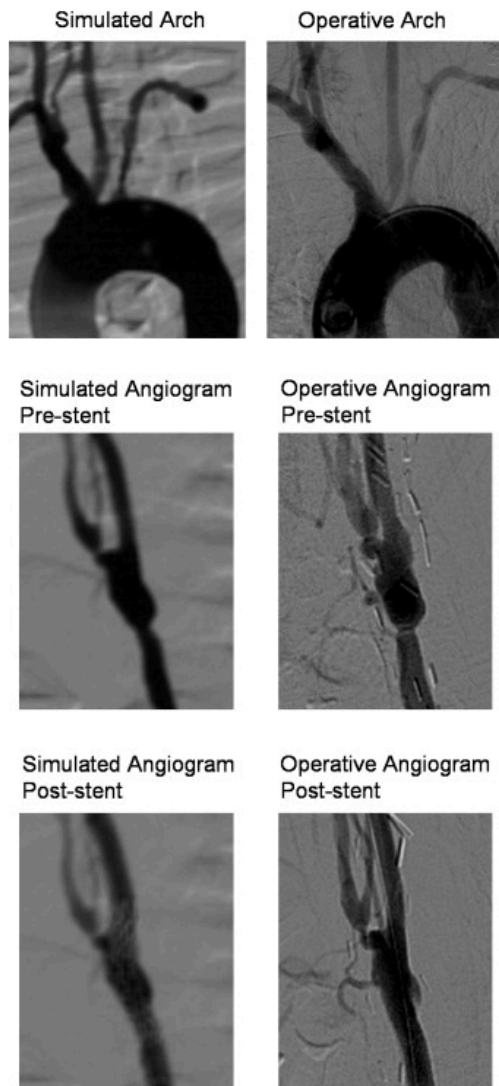 Simulated Arch
Operative Arch
Simulated Angiogram
Pre-stent
Operative Angiogram
Pre-stent
Simulated Angiogram
Post-stent
Operative Angiogram
Post-stent